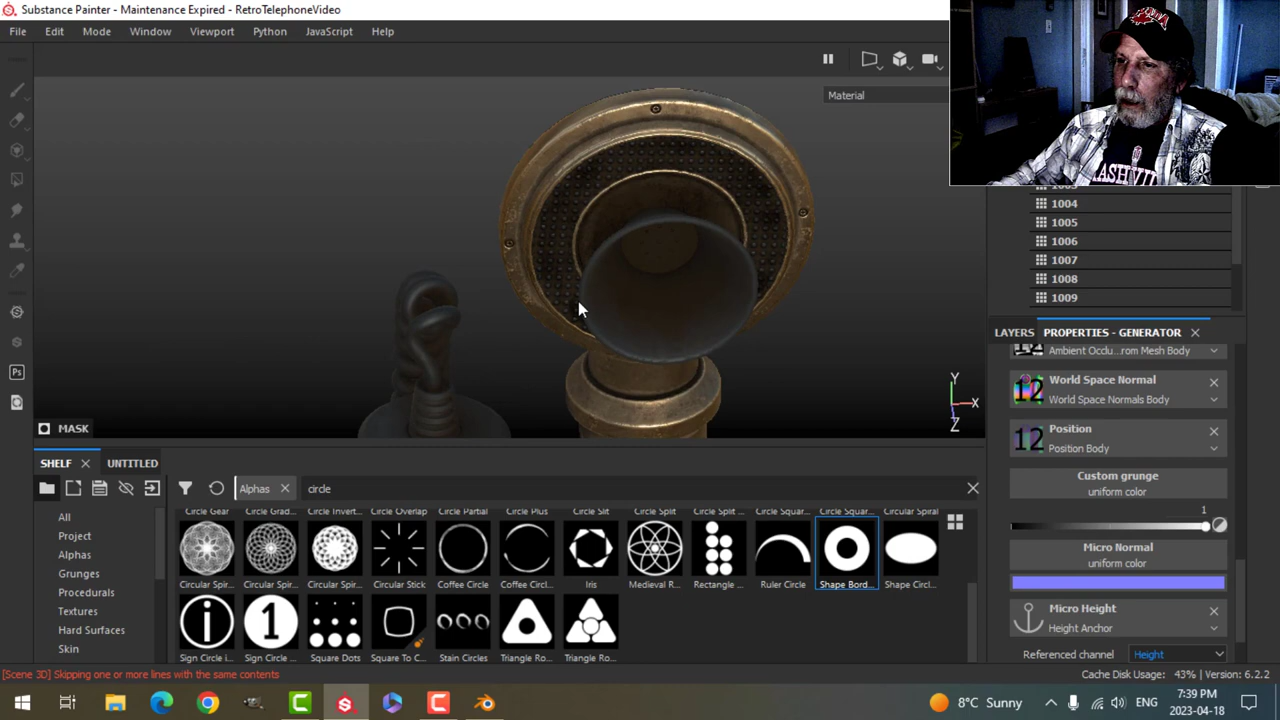 Substance Painter - Maintenance Expired - RetroTelephoneVideo
File Edit Mode Window Viewport Python JavaScript Help
Material
1004
1005
1006
1007
1008
1009
LAYERS PROPERTIES - GENERATOR
Ambient Occlu...rom Mesh Body
World Space Normal
World Space Normals Body
Position
Position Body
Custom grunge
uniform color
1
Micro Normal
uniform color
Micro Height
Height Anchor
Referenced channel Height
Y
X
Z
MASK
SHELF UNTITLED
Alphas circle
All
Project
Alphas
Grunges
Procedurals
Textures
Hard Surfaces
Skin
Circle Gear Circle Grad... Circle Invert... Circle Overlap Circle Partial Circle Plus Circle Slit Circle Split Circle Split ... Circle Squar... Circle Squar... Circular Spiral
Circular Spir... Circular Spir... Circular Spir... Circular Stick Coffee Circle Coffee Circl... Iris Medieval R... Rectangle ... Ruler Circle Shape Bord... Shape Circl...
Sign Circle i... Sign Circle ... Square Dots Square To C... Stain Circles Triangle Ro... Triangle Ro...
[Scene 3D] Skipping one or more lines with the same contents
Cache Disk Usage: 43% | Version: 6.2.2
8°C Sunny
ENG
7:39 PM
2023-04-18